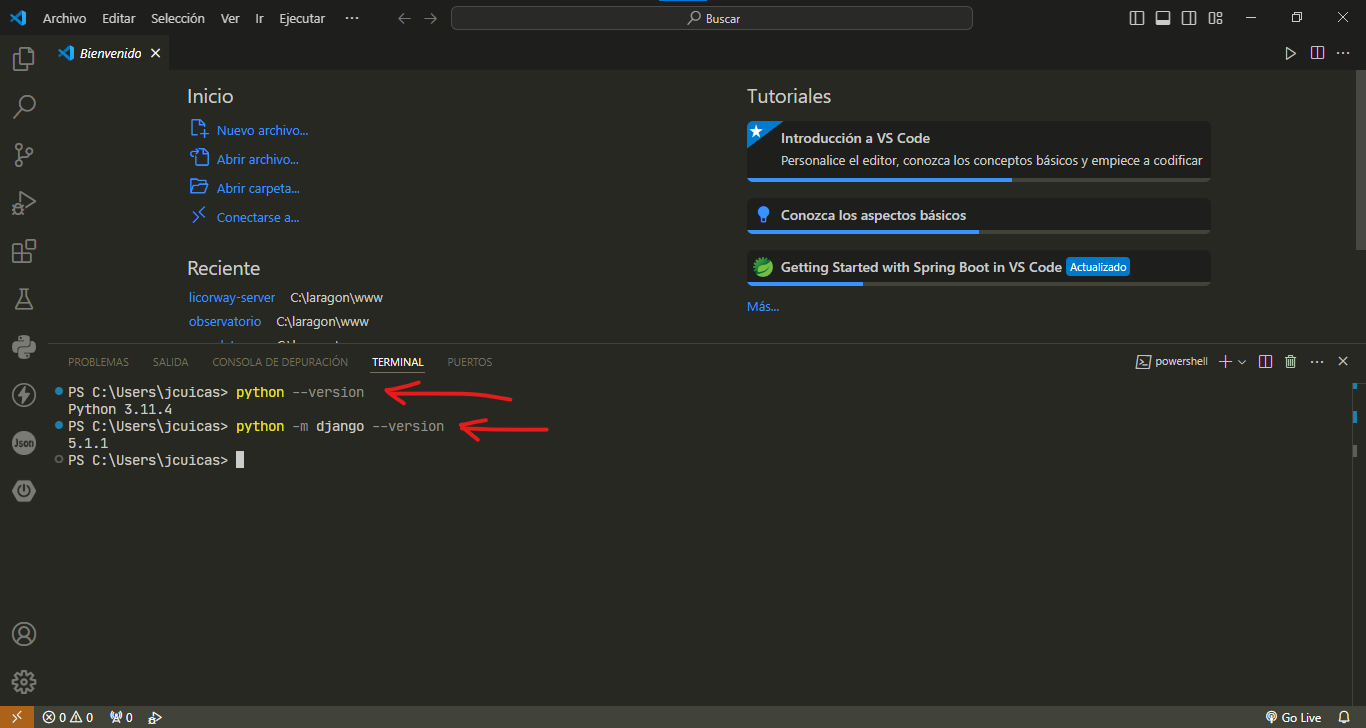 Archivo Editar Selección Ver Ir Ejecutar ··· Buscar
Bienvenido
Inicio
Nuevo archivo...
Abrir archivo...
Abrir carpeta...
Conectarse a...
Reciente
licorway-server C:\laragon\www
observatorio C:\laragon\www
Tutoriales
Introducción a VS Code
Personalice el editor, conozca los conceptos básicos y empiece a codificar
Conozca los aspectos básicos
Getting Started with Spring Boot in VS Code Actualizado
Más...
PROBLEMAS SALIDA CONSOLA DE DEPURACIÓN TERMINAL PUERTOS powershell
PS C:\Users\jcuicas> python --version
Python 3.11.4
PS C:\Users\jcuicas> python -m django --version
5.1.1
PS C:\Users\jcuicas>
Json
0 0 0 Go Live